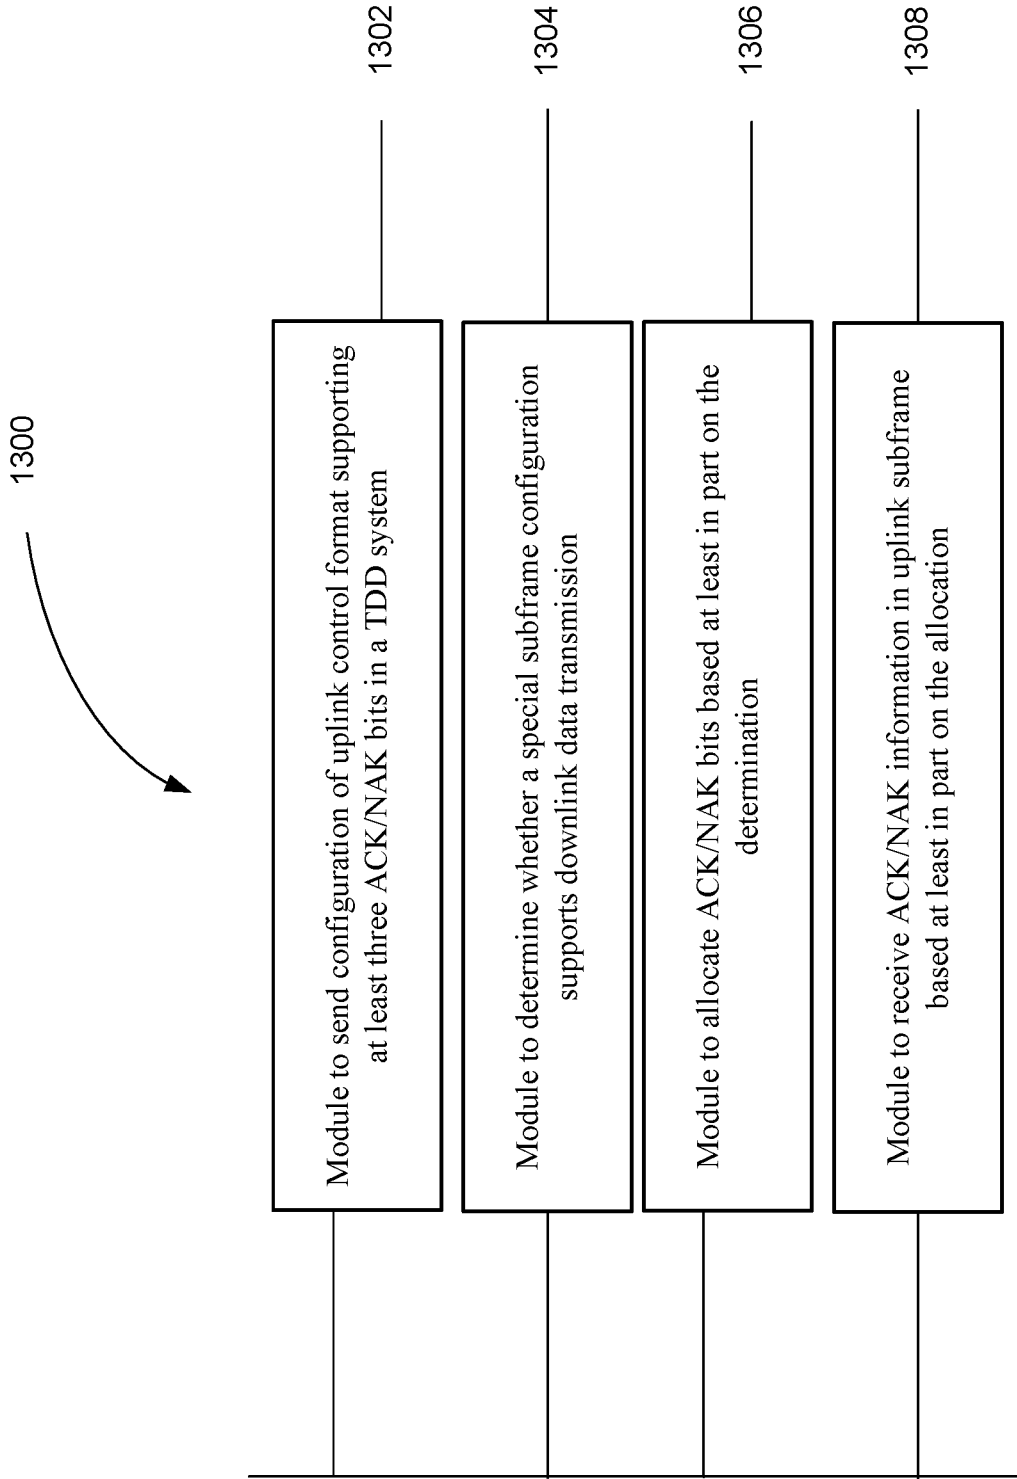 1300
Module to send configuration of uplink control format supporting
at least three ACK/NAK bits in a TDD system
1302
Module to determine whether a special subframe configuration
supports downlink data transmission
1304
Module to allocate ACK/NAK bits based at least in part on the
determination
1306
Module to receive ACK/NAK information in uplink subframe
based at least in part on the allocation
1308